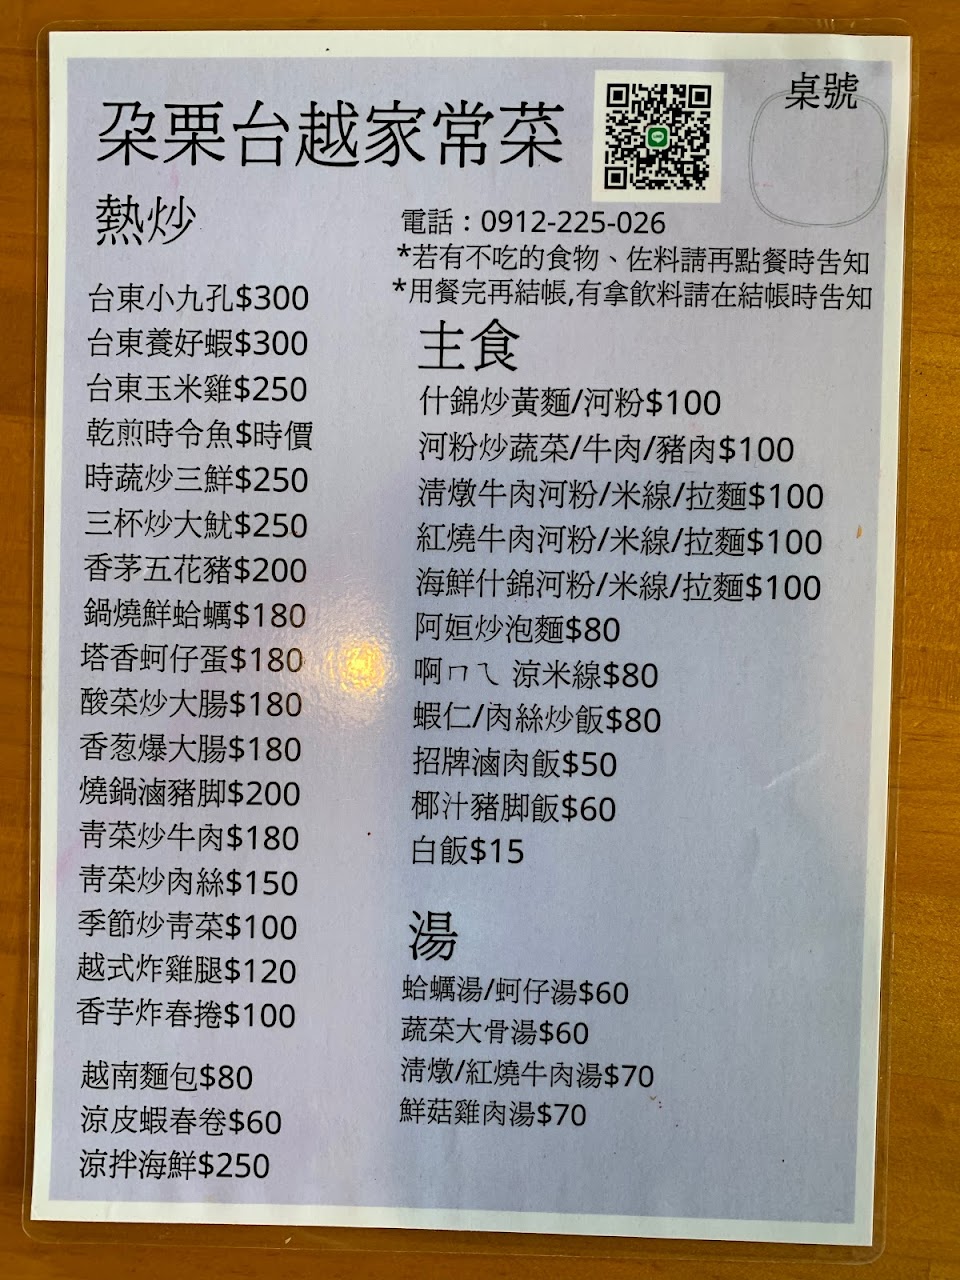 朶栗台越家常菜
桌號
熱炒
電話：0912-225-026
*若有不吃的食物、佐料請再點餐時告知
*用餐完再結帳,有拿飲料請在結帳時告知
台東小九孔$300
台東養好蝦$300
台東玉米雞$250
乾煎時令魚$時價
時蔬炒三鮮$250
三杯炒大魷$250
香茅五花豬$200
鍋燒鮮蛤蠣$180
塔香蚵仔蛋$180
酸菜炒大腸$180
香葱爆大腸$180
燒鍋滷豬脚$200
青菜炒牛肉$180
青菜炒肉絲$150
季節炒青菜$100
越式炸雞腿$120
香芋炸春捲$100
越南麵包$80
涼皮蝦春卷$60
涼拌海鮮$250
主食
什錦炒黃麵/河粉$100
河粉炒蔬菜/牛肉/豬肉$100
清燉牛肉河粉/米線/拉麵$100
紅燒牛肉河粉/米線/拉麵$100
海鮮什錦河粉/米線/拉麵$100
阿姮炒泡麵$80
啊ㄇㄟ 涼米線$80
蝦仁/肉絲炒飯$80
招牌滷肉飯$50
椰汁豬脚飯$60
白飯$15
湯
蛤蠣湯/蚵仔湯$60
蔬菜大骨湯$60
清燉/紅燒牛肉湯$70
鮮菇雞肉湯$70